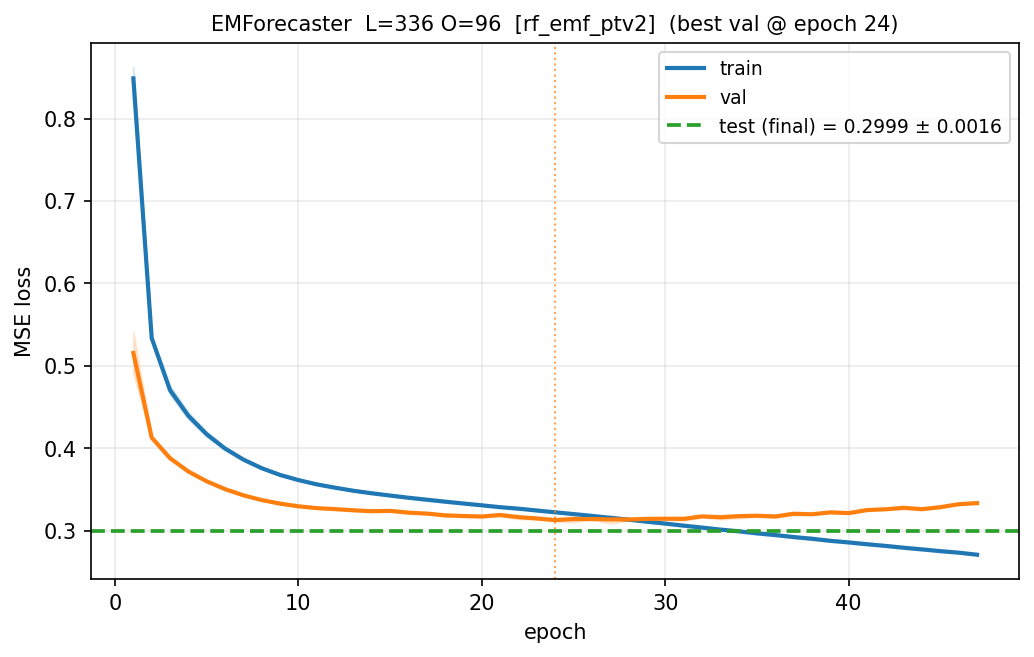 EMForecaster L=336 O=96 [rf_emf_ptv2] (best val @ epoch 24)
train
val
test (final) = 0.2999 ± 0.0016
MSE loss
0.8
0.7
0.6
0.5
0.4
0.3
0 10 20 30 40
epoch